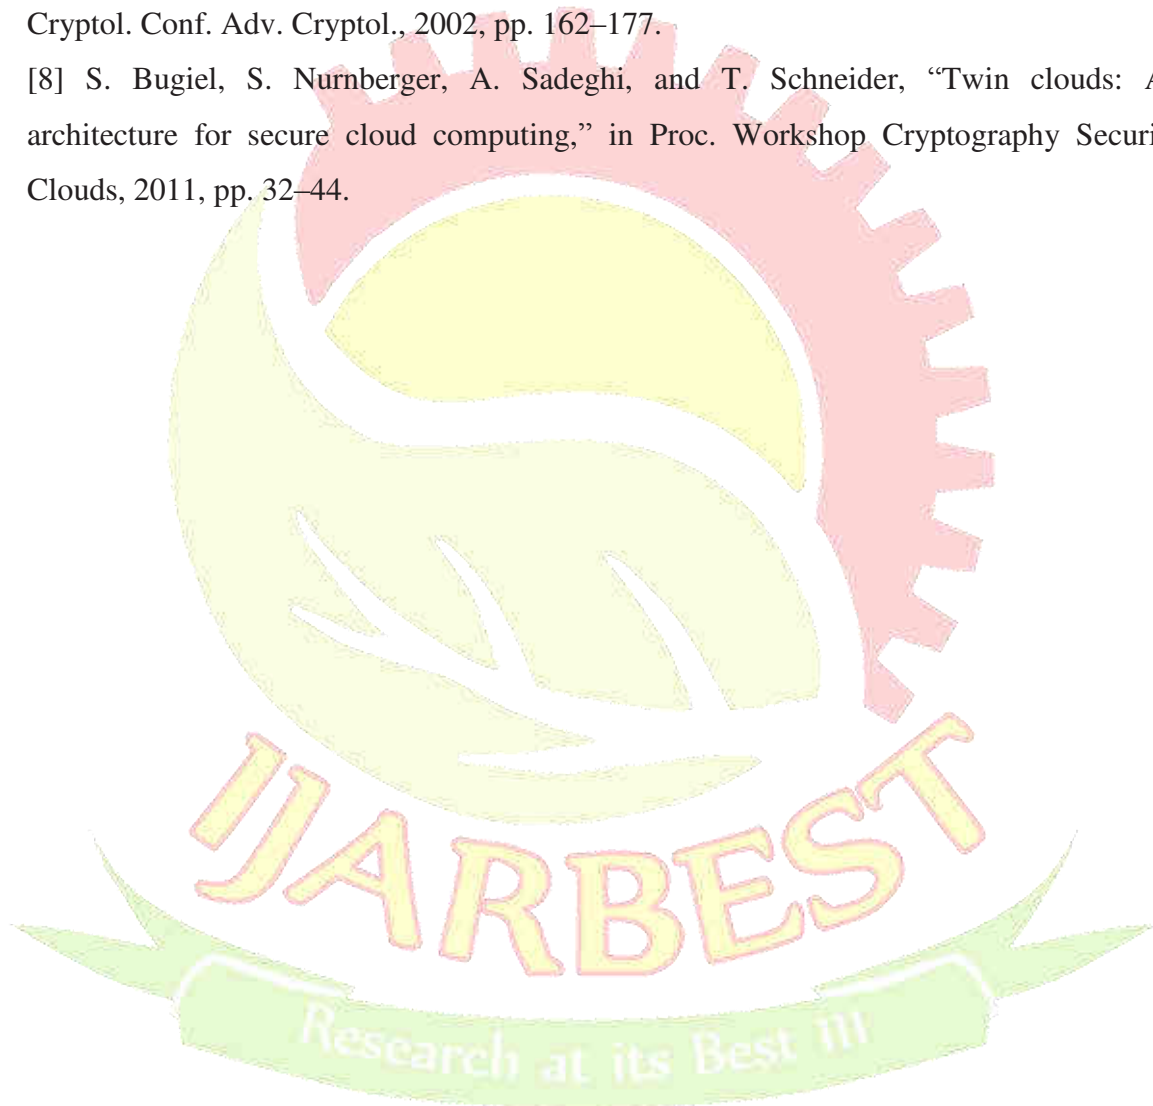 Cryptol. Conf. Adv. Cryptol., 2002, pp. 162–177.
[8] S. Bugiel, S. Nurnberger, A. Sadeghi, and T. Schneider, “Twin clouds: A
architecture for secure cloud computing,” in Proc. Workshop Cryptography Securi
Clouds, 2011, pp. 32–44.
IJARBEST
Research at its Best !!!